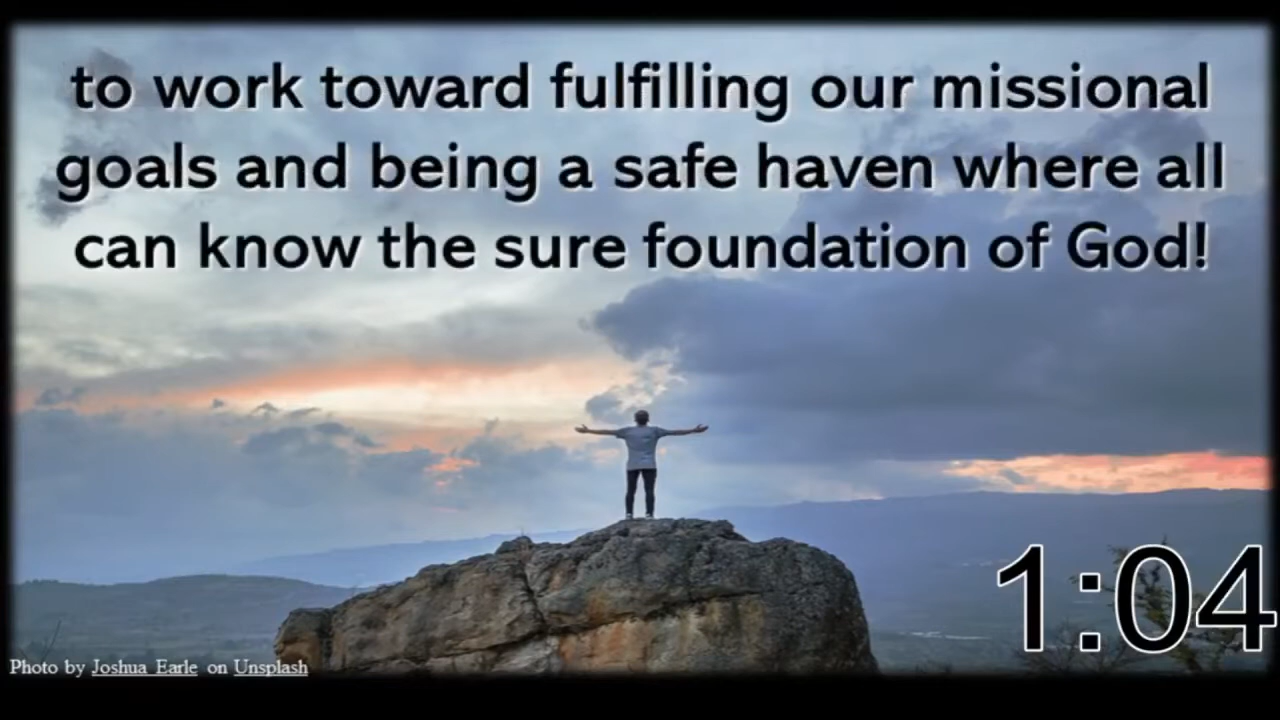 to work toward fulfilling our missional
goals and being a safe haven where all
can know the sure foundation of God!
1:04
Photo by Joshua Earle on Unsplash